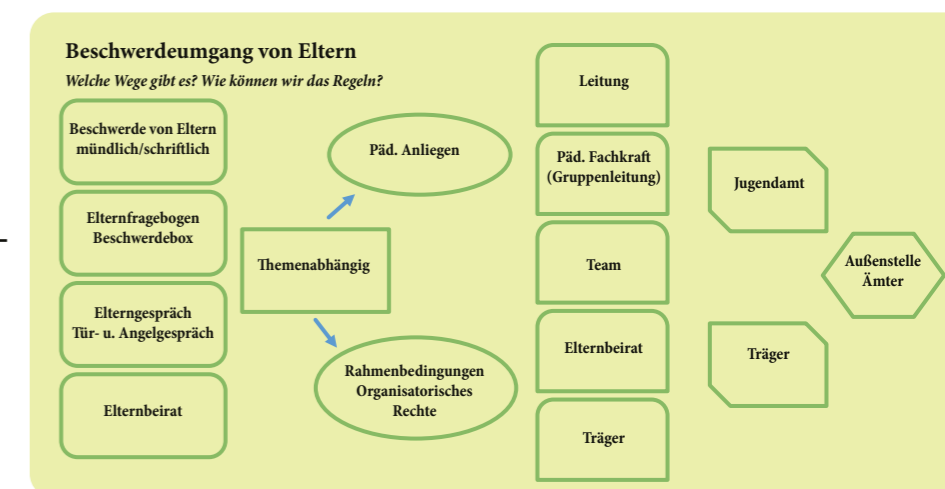 Beschwerdeumgang von Eltern
Welche Wege gibt es? Wie können wir das Regeln?
Beschwerde von Eltern
mündlich/schriftlich
Elternfragebogen
Beschwerdebox
Elterngespräch
Tür- u. Angelgespräch
Elternbeirat
Themenabhängig
Päd. Anliegen
Rahmenbedingungen
Organisatorisches
Rechte
Leitung
Päd. Fachkraft
(Gruppenleitung)
Team
Elternbeirat
Träger
Jugendamt
Träger
Außenstelle
Ämter